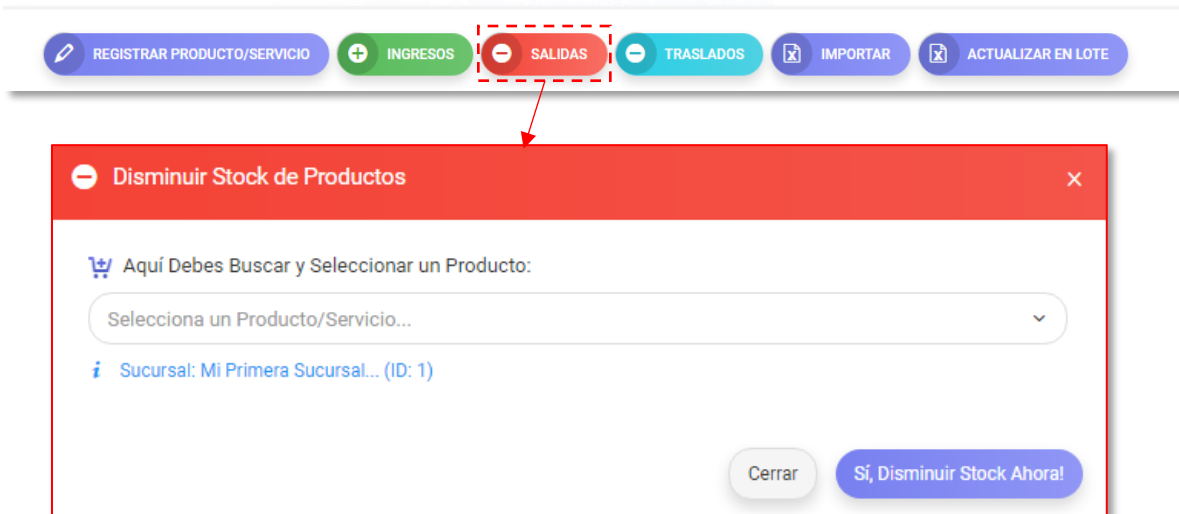 REGISTRAR PRODUCTO/SERVICIO INGRESOS SALIDAS TRASLADOS IMPORTAR ACTUALIZAR EN LOTE
Disminuir Stock de Productos
Aquí Debes Buscar y Seleccionar un Producto:
Selecciona un Producto/Servicio...
Sucursal: Mi Primera Sucursal... (ID: 1)
Cerrar Sí, Disminuir Stock Ahora!